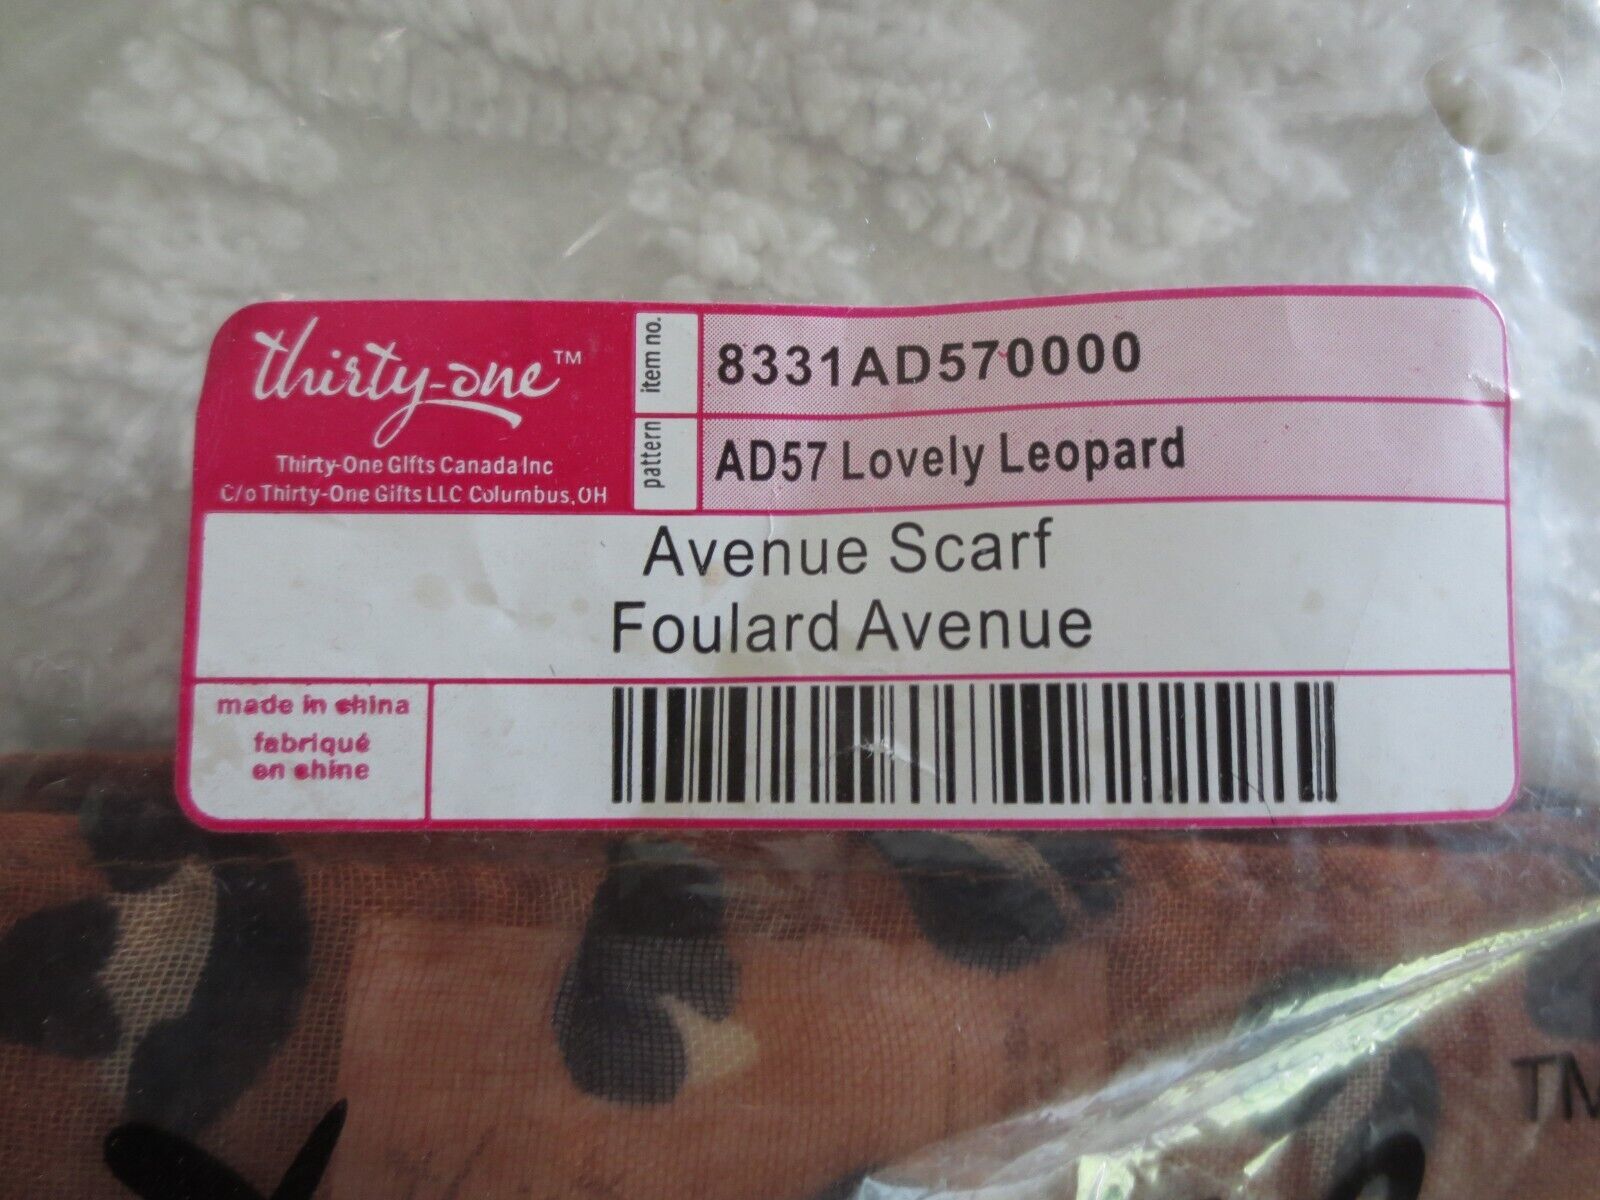 thirty-one™
Thirty-One Gifts Canada Inc
C/o Thirty-One Gifts LLC Columbus, OH
item no.
8331AD570000
pattern
AD57 Lovely Leopard
Avenue Scarf
Foulard Avenue
made in china
fabriqué
en chine
TM